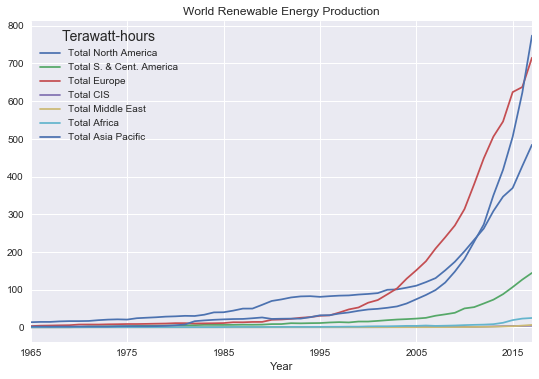 World Renewable Energy Production
Terawatt-hours
Total North America
Total S. & Cent. America
Total Europe
Total CIS
Total Middle East
Total Africa
Total Asia Pacific
800
700
600
500
400
300
200
100
0
1965 1975 1985 1995 2005 2015
Year